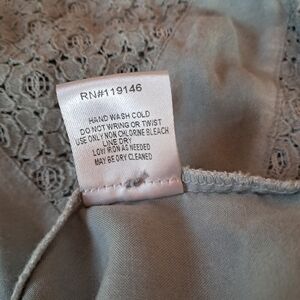 RN#119146
HAND WASH COLD
DO NOT WRING OR TWIST
USE ONLY NON CHLORINE BLEACH
LINE DRY
LOW IRON AS NEEDED
MAY BE DRY CLEANED